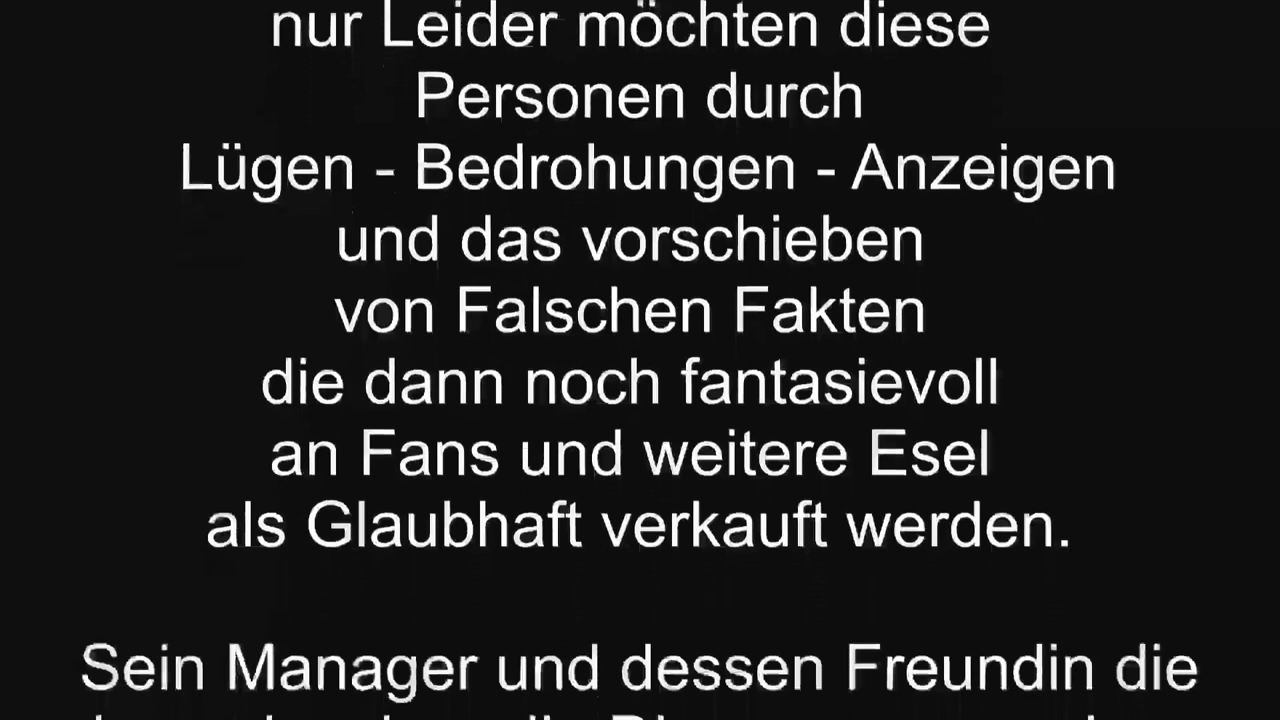 nur Leider möchten diese
Personen durch
Lügen - Bedrohungen - Anzeigen
und das vorschieben
von Falschen Fakten
die dann noch fantasievoll
an Fans und weitere Esel
als Glaubhaft verkauft werden.
Sein Manager und dessen Freundin die